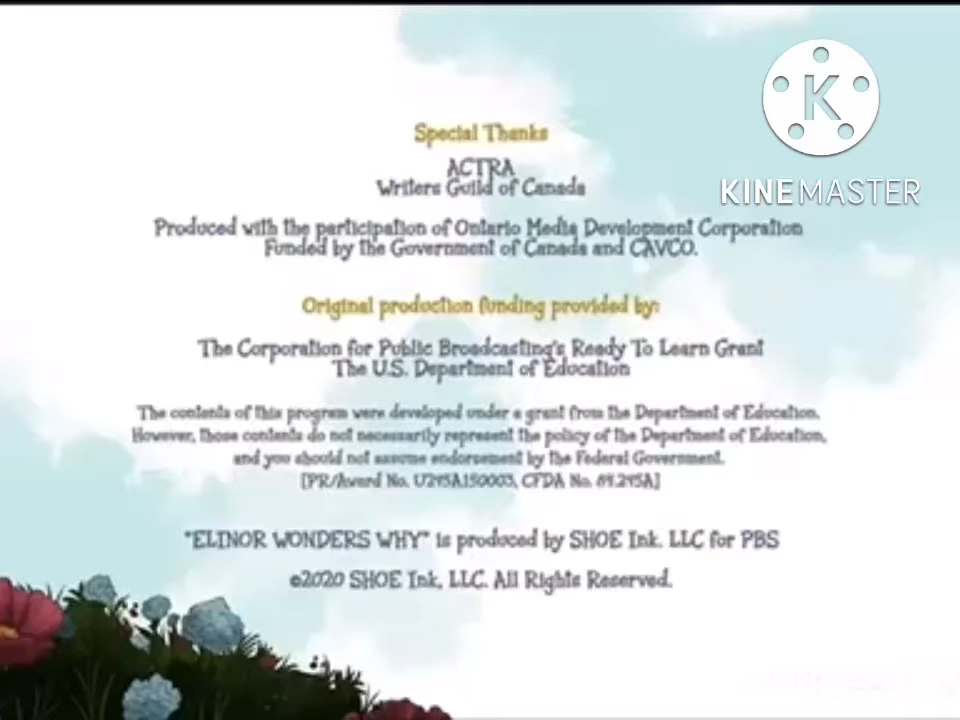 K
KINEMASTER
Special Thanks
ACTRA
Writers Guild of Canada
Produced with the participation of Ontario Media Development Corporation
Funded by the Government of Canada and CAVCO.
Original production funding provided by:
The Corporation for Public Broadcasting's Ready To Learn Grant
The U.S. Department of Education
The contents of this program were developed under a grant from the Department of Education.
However, those contents do not necessarily represent the policy of the Department of Education,
and you should not assume endorsement by the Federal Government.
[PR/Award No. U295A150003, CFDA No. 84.295A]
"ELINOR WONDERS WHY" is produced by SHOE Ink. LLC for PBS
©2020 SHOE Ink, LLC. All Rights Reserved.